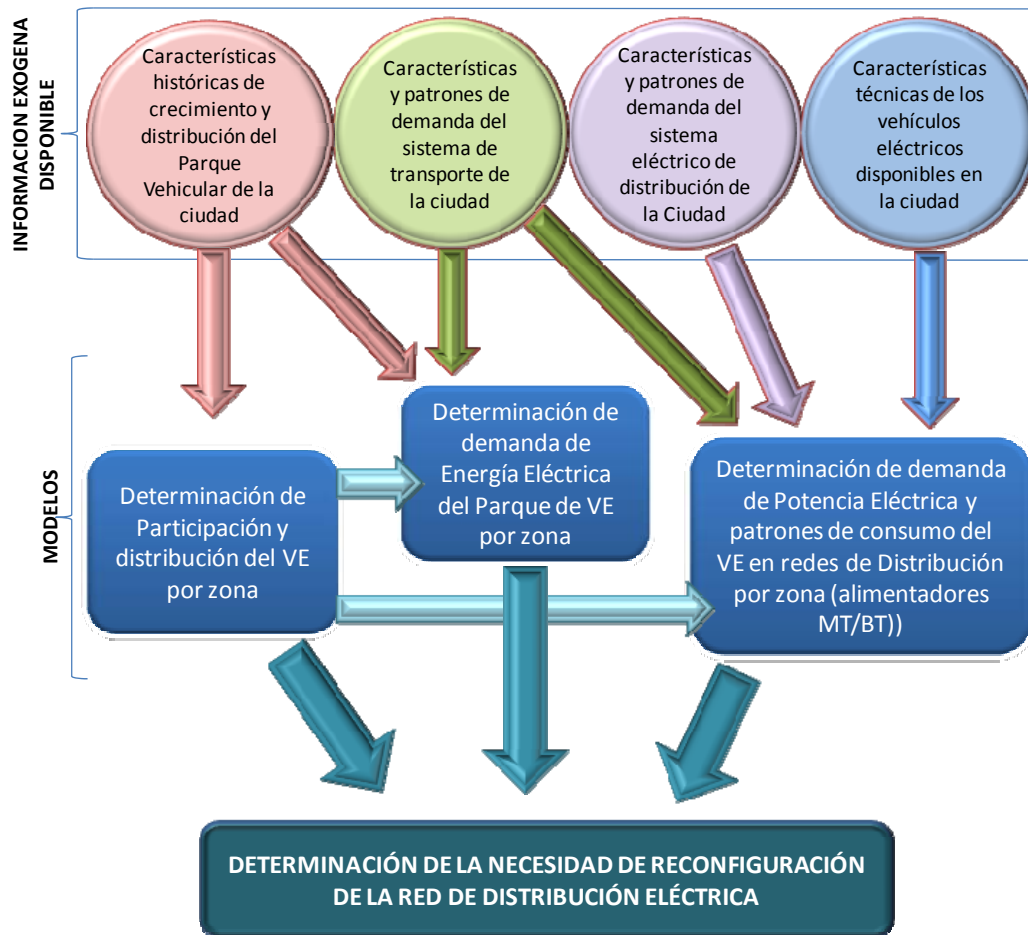 INFORMACION EXOGENA
DISPONIBLE
Características
históricas de
crecimiento y
distribución del
Parque
Vehicular de la
ciudad
Características
y patrones de
demanda del
sistema de
transporte de
la ciudad
Características
y patrones de
demanda del
sistema
eléctrico de
distribución de
la Ciudad
Características
técnicas de los
vehículos
eléctricos
disponibles en
la ciudad
MODELOS
Determinación de
Participación y
distribución del VE
por zona
Determinación de
demanda de
Energía Eléctrica
del Parque de VE
por zona
Determinación de demanda
de Potencia Eléctrica y
patrones de consumo del
VE en redes de Distribución
por zona (alimentadores
MT/BT))
DETERMINACIÓN DE LA NECESIDAD DE RECONFIGURACIÓN
DE LA RED DE DISTRIBUCIÓN ELÉCTRICA